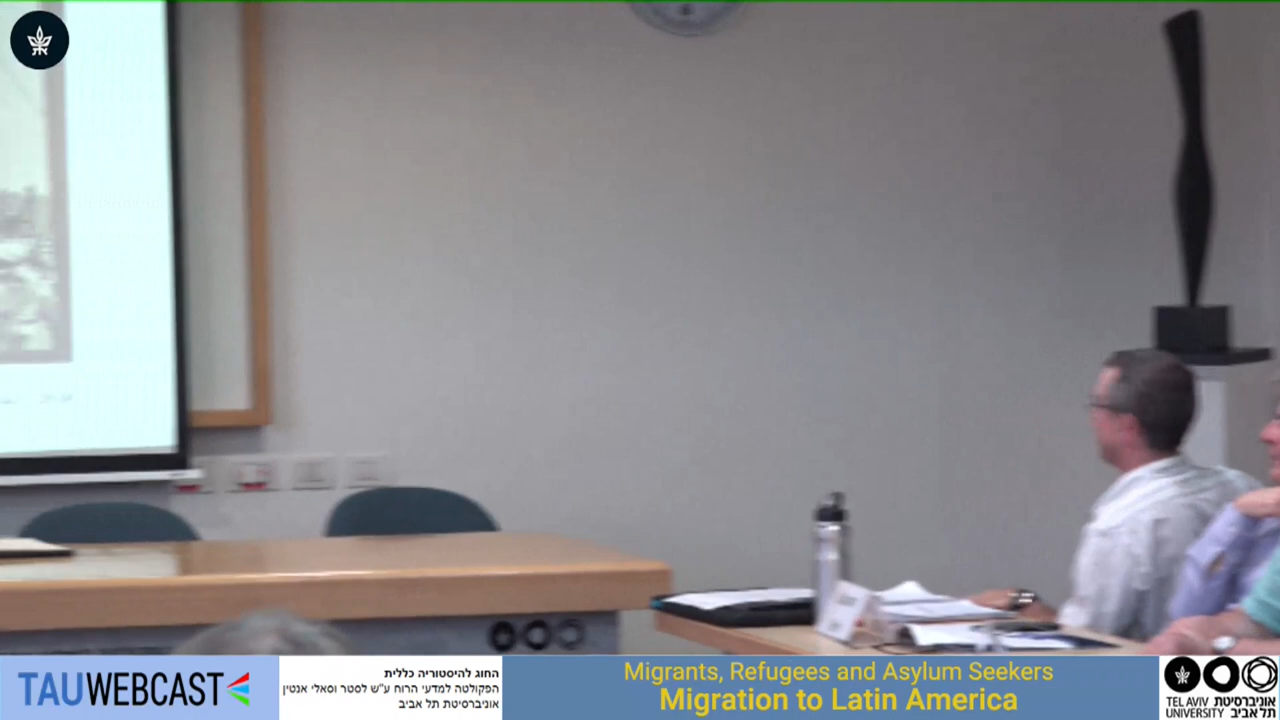 TAUWEBCAST
החוג להיסטוריה כללית
הפקולטה למדעי הרוח ע"ש לסטר וסאלי אנטין
אוניברסיטת תל אביב
Migrants, Refugees and Asylum Seekers
Migration to Latin America
TEL AVIV אוניברסיטת
UNIVERSITY תל אביב